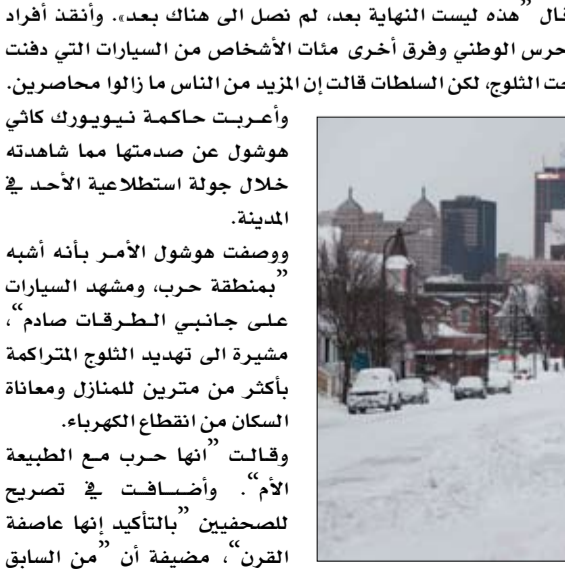 قال ”هذه ليست النهاية بعد، لم نصل الى هناك بعد«. وأنقذ أفراد
حرس الوطني وفرق أخرى مئات الأشخاص من السيارات التي دفنت
الثلوج، لكن السلطات قالت إن المزيد من الناس ما زالوا محاصرين.
وأعربت حاكمة نيويورك كاثي
هوشول عن صدمتها مما شاهدته
خلال جولة استطلاعية الأحد في
المدينة.
ووصفت هوشول الأمر بأنه أشبه
”بمنطقة حرب، ومشهد السيارات
على جانبي الطرقات صادم“،
مشيرة الى تهديد الثلوج المتراكمة
بأكثر من مترين للمنازل ومعاناة
السكان من انقطاع الكهرباء.
وقالت ”انها حرب مع الطبيعة
الأم“. وأضافت في تصريح
للصحفيين ”بالتأكيد إنها عاصفة
القرن“، مضيفة أن ”من السابق